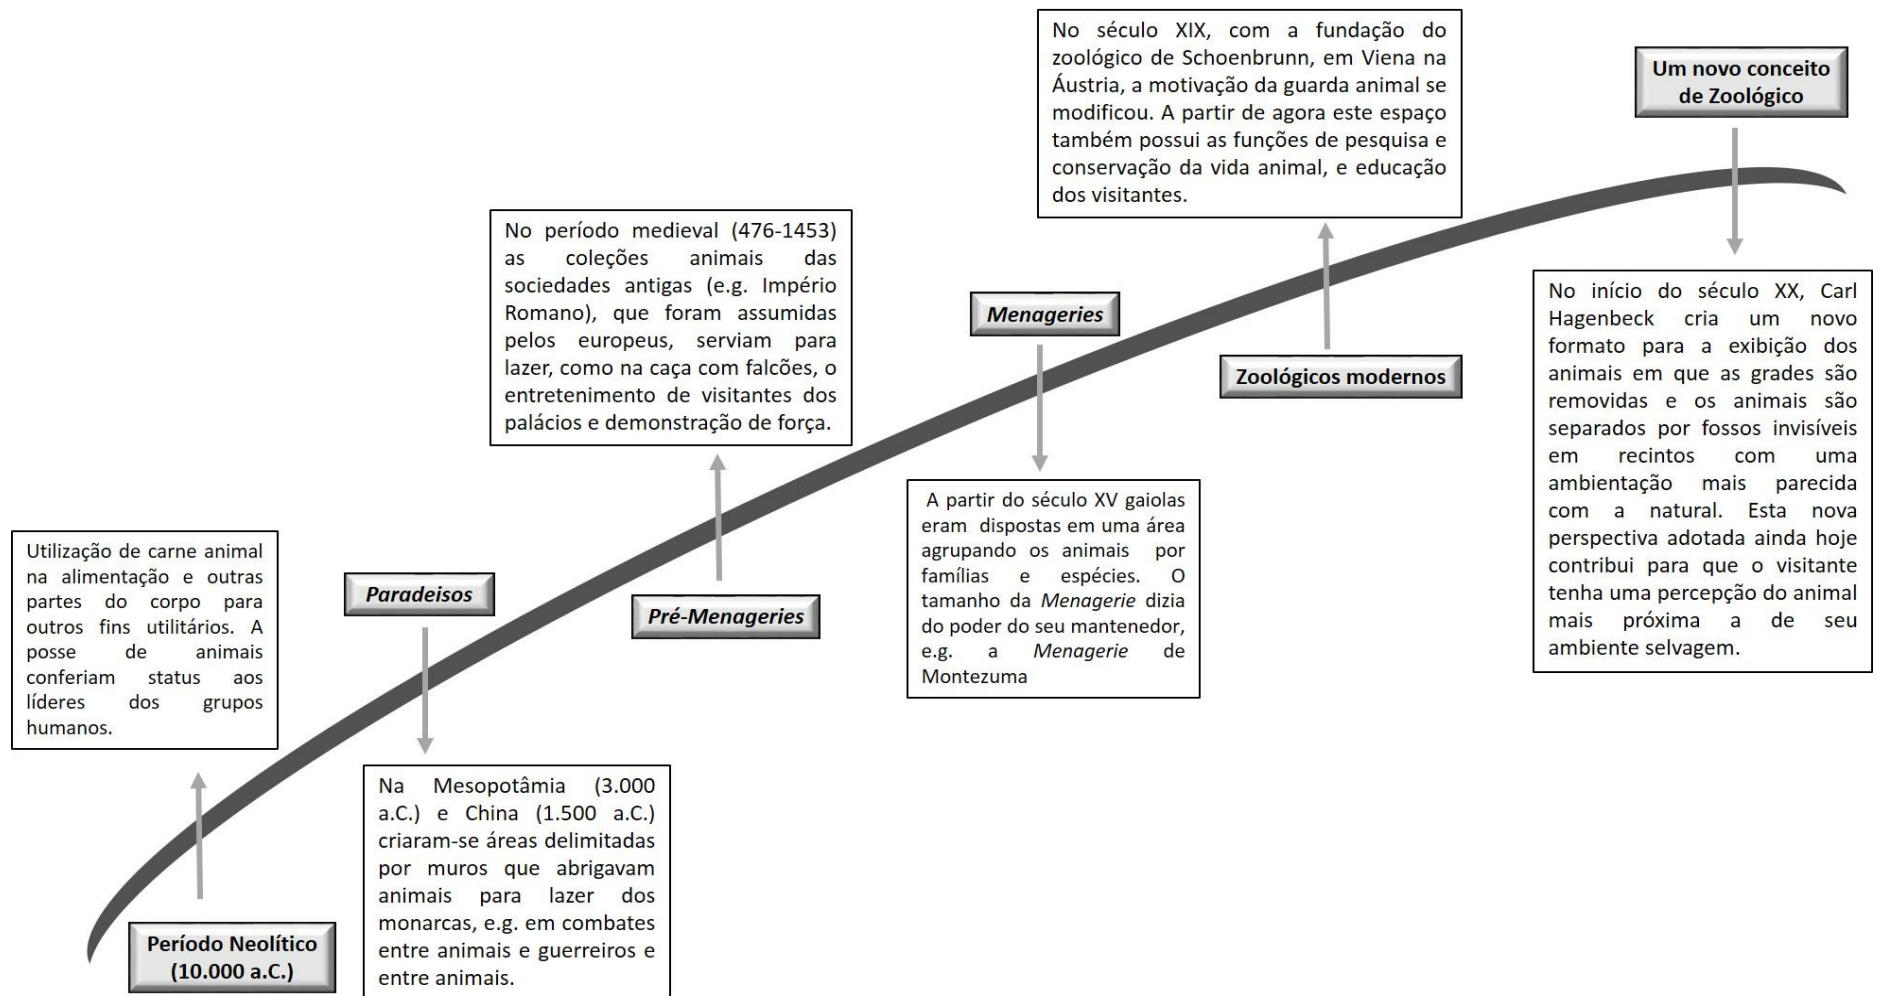 Utilização de carne animal
na alimentação e outras
partes do corpo para
outros fins utilitários. A
posse de animais
conferiam status aos
líderes dos grupos
humanos.
Período Neolítico
(10.000 a.C.)
Paradeisos
Na Mesopotâmia (3.000
a.C.) e China (1.500 a.C.)
criaram-se áreas delimitadas
por muros que abrigavam
animais para lazer dos
monarcas, e.g. em combates
entre animais e guerreiros e
entre animais.
No período medieval (476-1453)
as coleções animais das
sociedades antigas (e.g. Império
Romano), que foram assumidas
pelos europeus, serviam para
lazer, como na caça com falcões, o
entretenimento de visitantes dos
palácios e demonstração de força.
Pré-Menageries
Menageries
A partir do século XV gaiolas
eram dispostas em uma área
agrupando os animais por
famílias e espécies. O
tamanho da Menagerie dizia
do poder do seu mantenedor,
e.g. a Menagerie de
Montezuma
No século XIX, com a fundação do
zoológico de Schoenbrunn, em Viena na
Áustria, a motivação da guarda animal se
modificou. A partir de agora este espaço
também possui as funções de pesquisa e
conservação da vida animal, e educação
dos visitantes.
Zoológicos modernos
Um novo conceito
de Zoológico
No início do século XX, Carl
Hagenbeck cria um novo
formato para a exibição dos
animais em que as grades são
removidas e os animais são
separados por fossos invisíveis
em recintos com uma
ambientação mais parecida
com a natural. Esta nova
perspectiva adotada ainda hoje
contribui para que o visitante
tenha uma percepção do animal
mais próxima a de seu
ambiente selvagem.